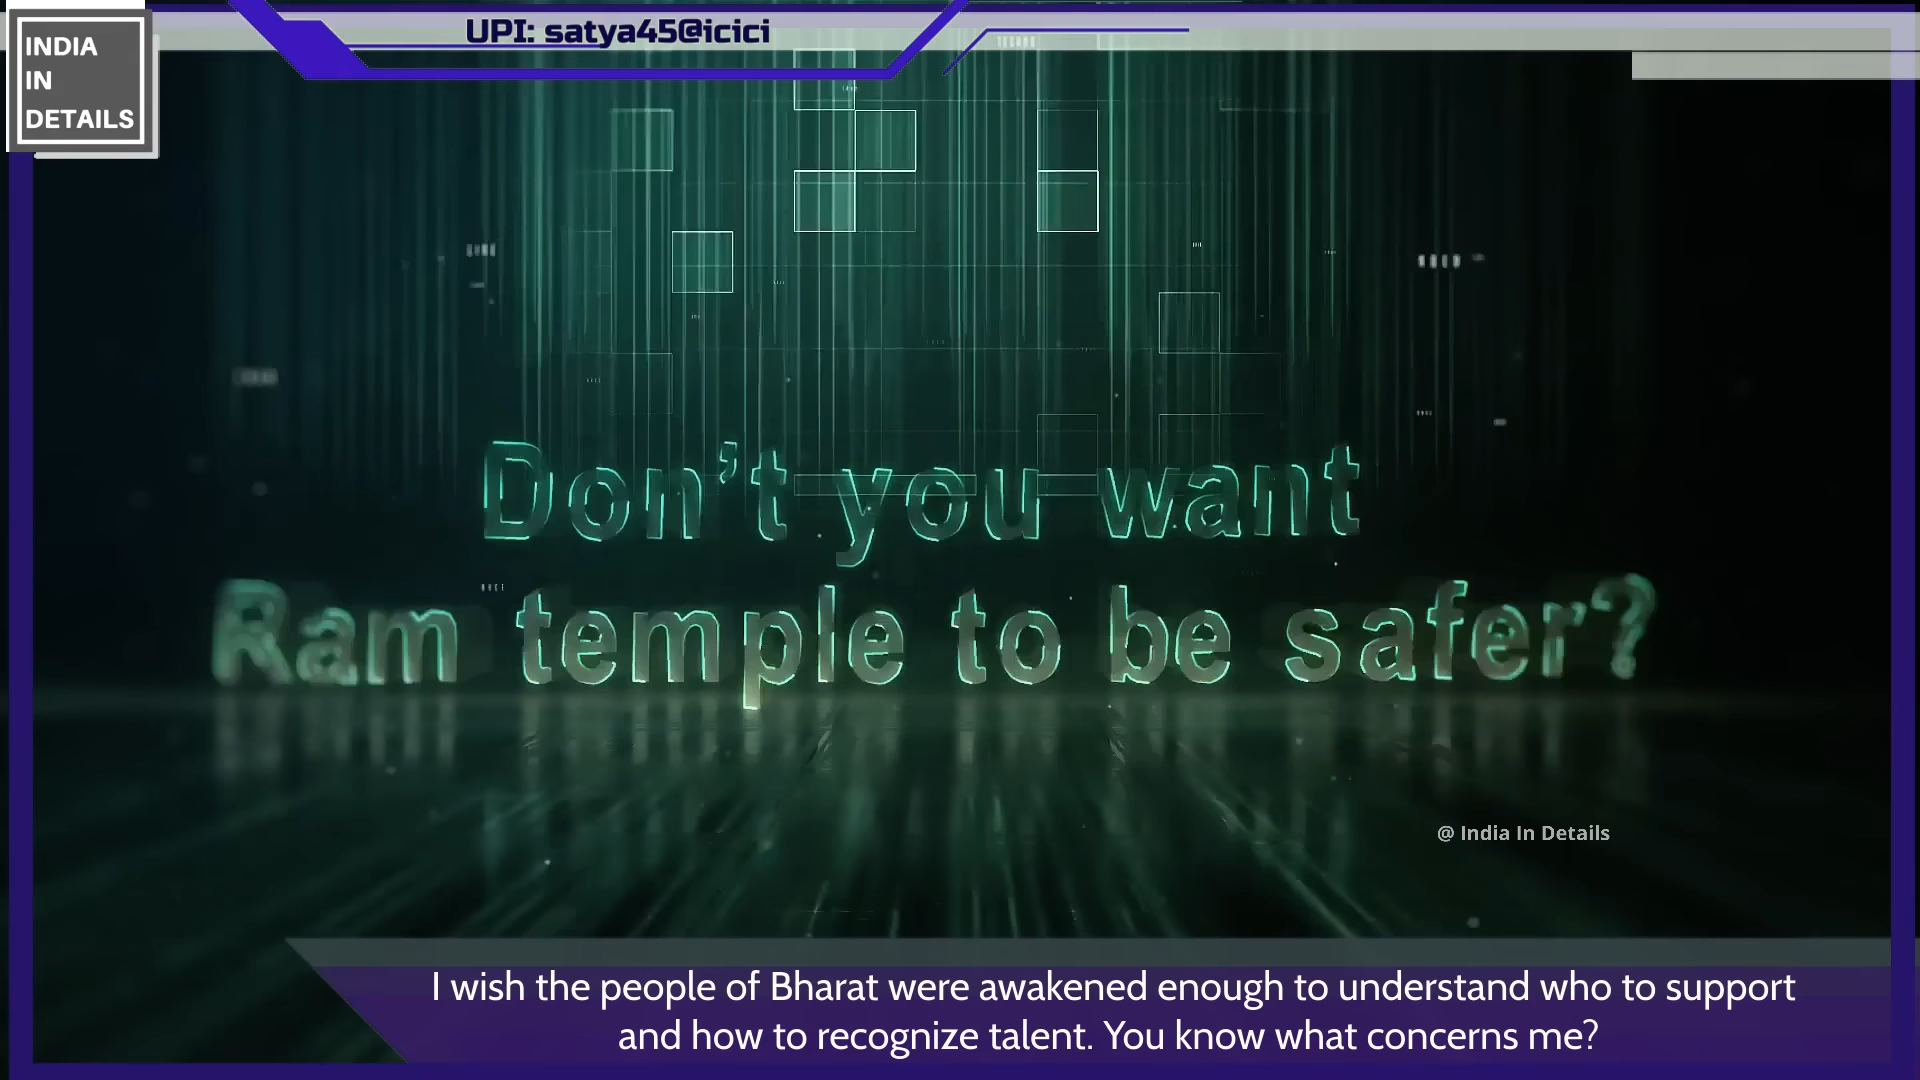 UPI: satya45@icici
INDIA
IN
DETAILS
Don't you want
Ram temple to be safer?
@ India In Details
I wish the people of Bharat were awakened enough to understand who to support
and how to recognize talent. You know what concerns me?